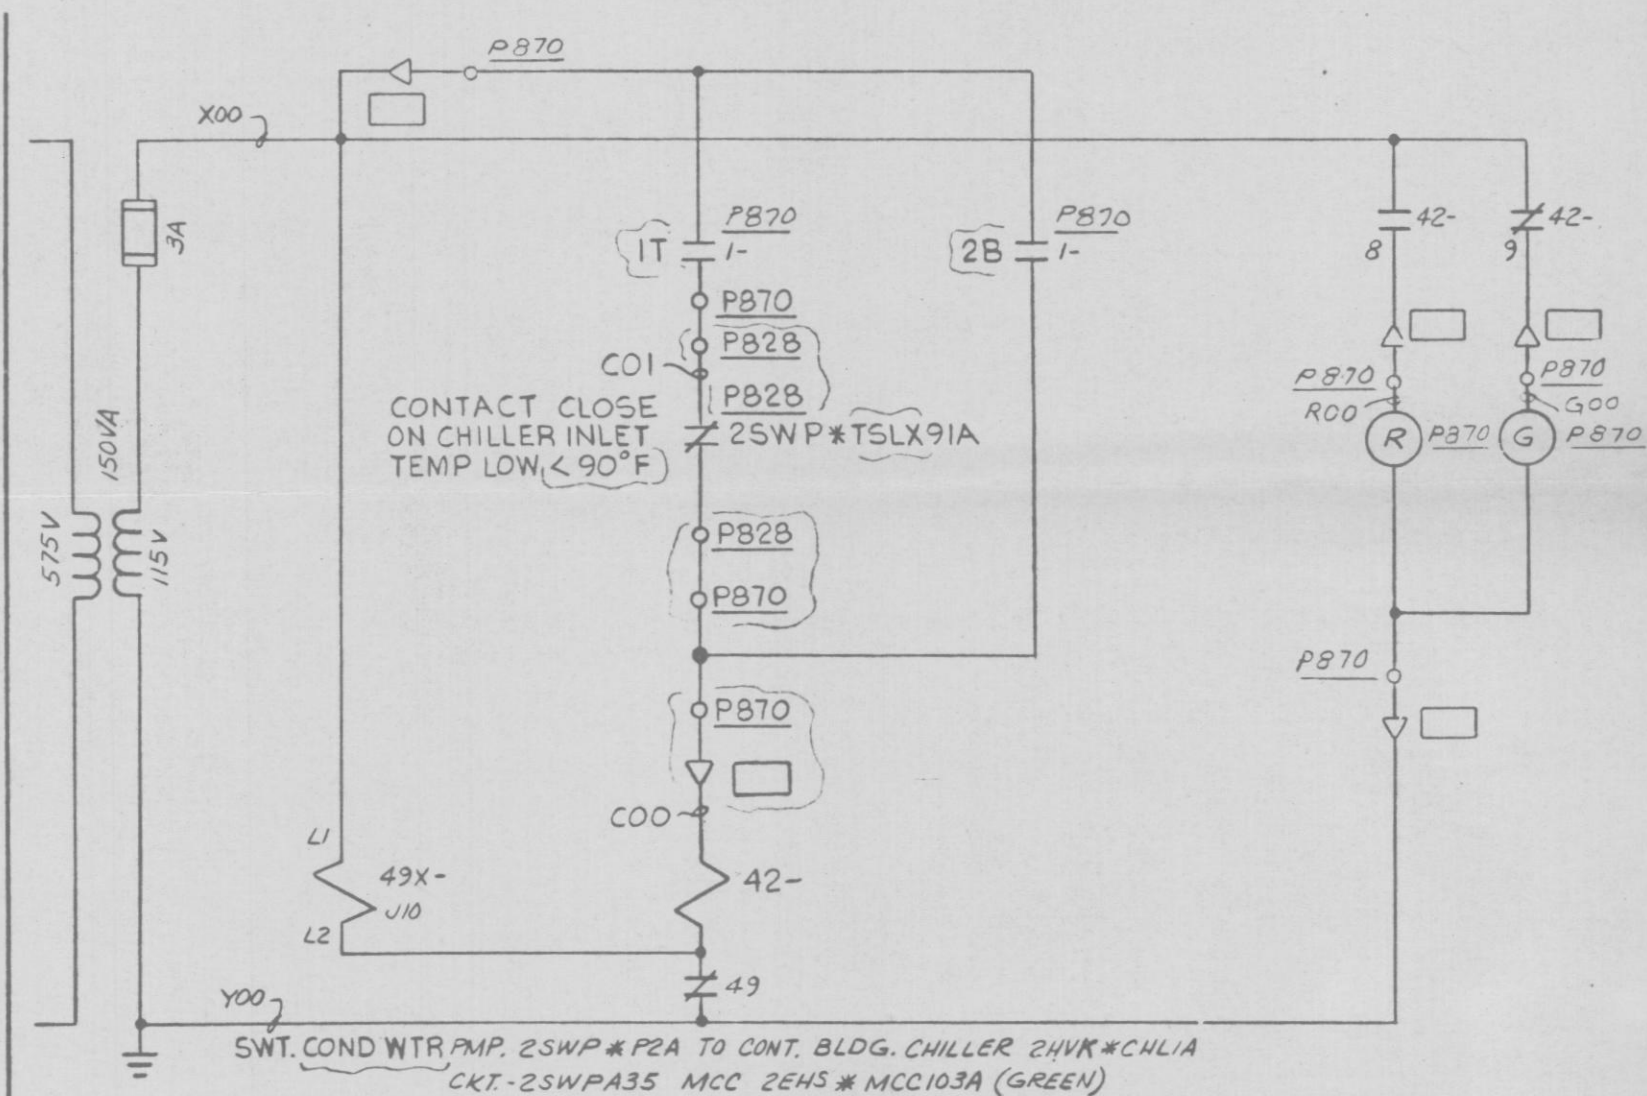 P870
X00
3A
150VA
575V
115V
1T
P870
1-
2B
P870
1-
P870
P828
C01
P828
CONTACT CLOSE
ON CHILLER INLET
TEMP LOW < 90°F
2SWP*TSLX91A
P828
P870
P870
C00
L1
49X-
J10
L2
42-
49
Y00
42-
8
42-
9
P870
R00
R
P870
P870
G00
G
P870
P870
SWT. COND WTR PMP. 2SWP*P2A TO CONT. BLDG. CHILLER 2HVK*CHL1A
CKT.-2SWPA35 MCC 2EHS*MCC103A (GREEN)